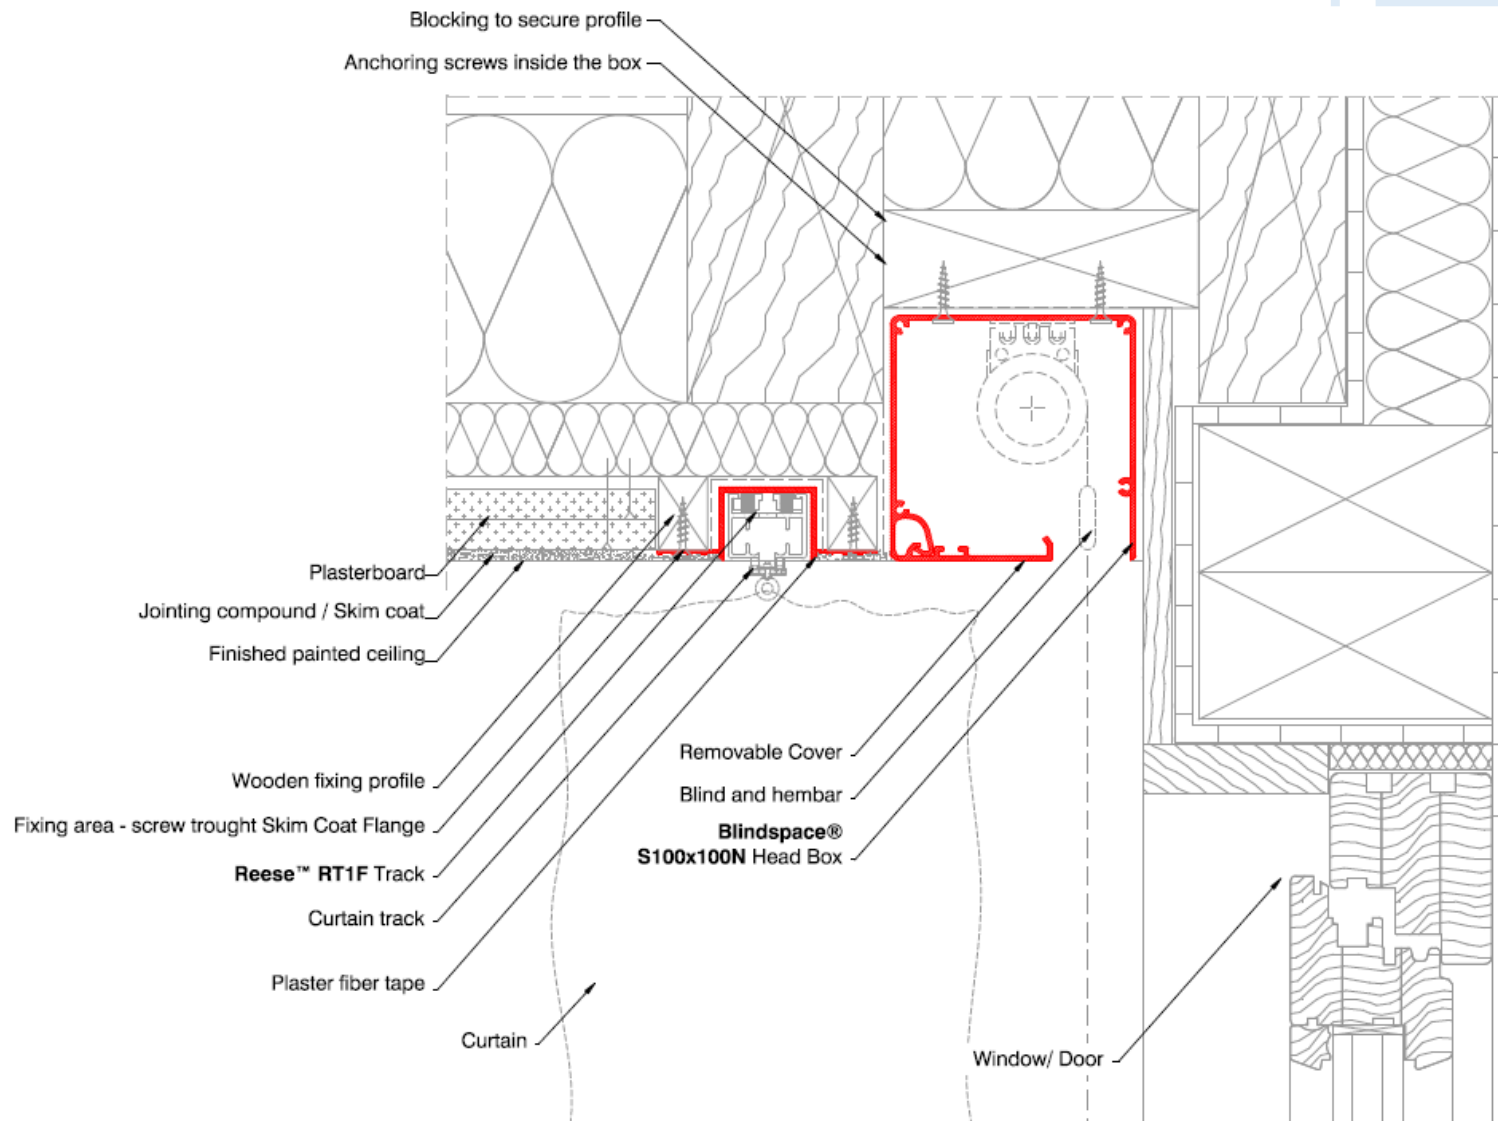 Blocking to secure profile
Anchoring screws inside the box
Plasterboard
Jointing compound / Skim coat
Finished painted ceiling
Wooden fixing profile
Fixing area - screw trought Skim Coat Flange
Reese™ RT1F Track
Curtain track
Plaster fiber tape
Curtain
Removable Cover
Blind and hembar
Blindspace®
S100x100N Head Box
Window/ Door